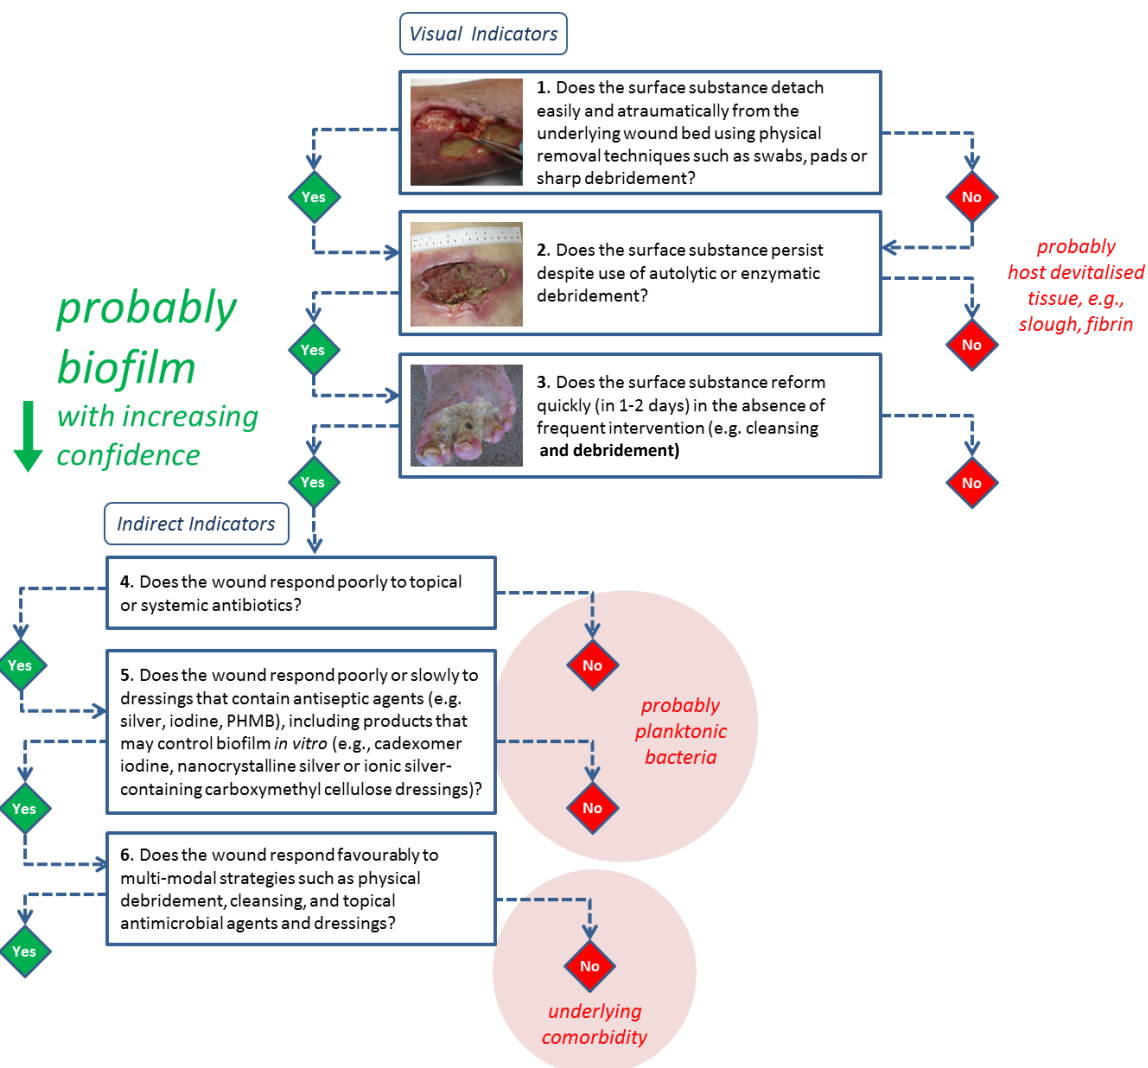 Visual Indicators
1. Does the surface substance detach
easily and atraumatically from the
underlying wound bed using physical
removal techniques such as swabs, pads or
sharp debridement?
Yes
No
2. Does the surface substance persist
despite use of autolytic or enzymatic
debridement?
probably
host devitalised
tissue, e.g.,
slough, fibrin
Yes
No
probably
biofilm
with increasing
confidence
3. Does the surface substance reform
quickly (in 1-2 days) in the absence of
frequent intervention (e.g. cleansing
and debridement)
Yes
No
Indirect Indicators
4. Does the wound respond poorly to topical
or systemic antibiotics?
Yes
No
5. Does the wound respond poorly or slowly to
dressings that contain antiseptic agents (e.g.
silver, iodine, PHMB), including products that
may control biofilm in vitro (e.g., cadexomer
iodine, nanocrystalline silver or ionic silver-
containing carboxymethyl cellulose dressings)?
probably
planktonic
bacteria
Yes
No
6. Does the wound respond favourably to
multi-modal strategies such as physical
debridement, cleansing, and topical
antimicrobial agents and dressings?
Yes
No
underlying
comorbidity